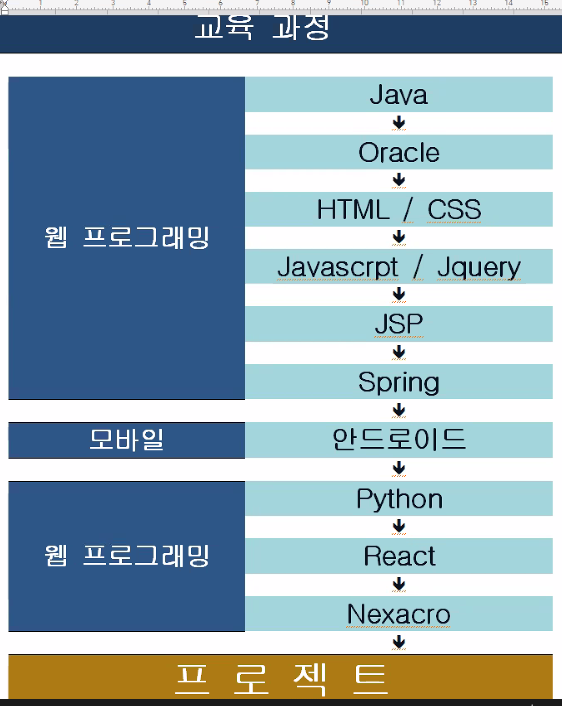 교육 과정
Java
Oracle
HTML / CSS
웹 프로그래밍
Javascrpt / Jquery
JSP
Spring
모바일
안드로이드
Python
웹 프로그래밍
React
Nexacro
프 로 젝 트